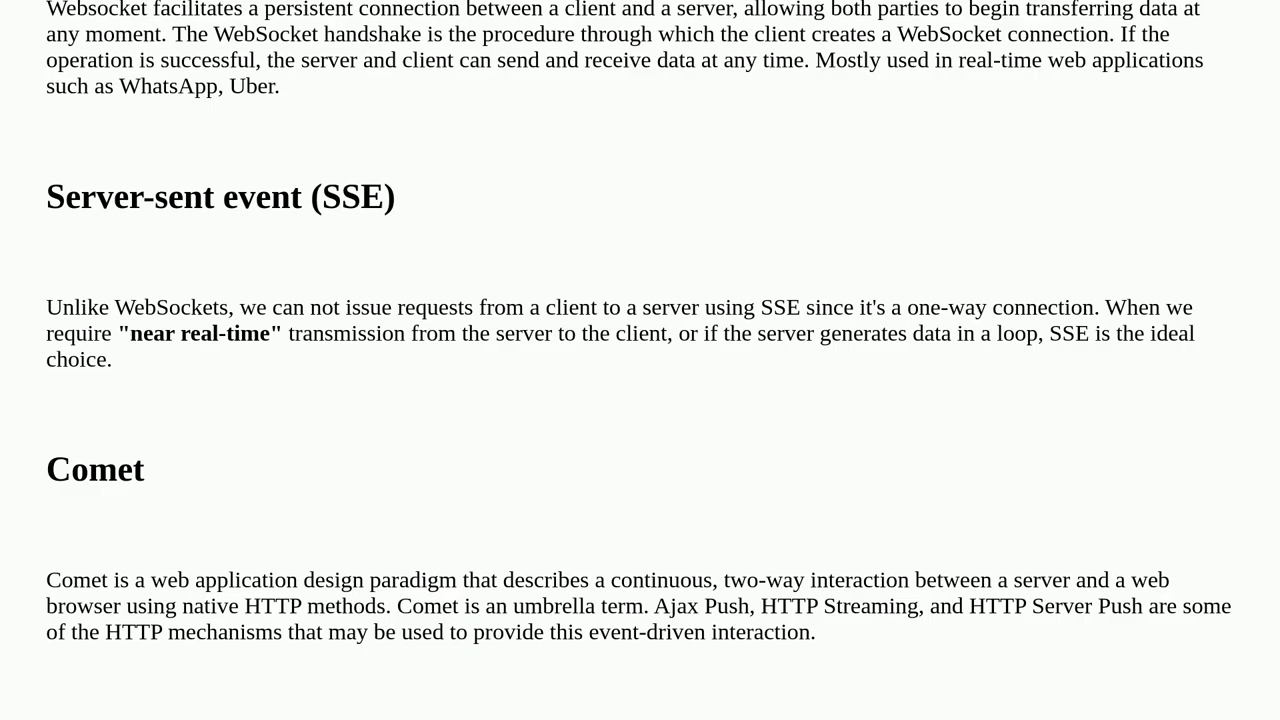 Websocket facilitates a persistent connection between a client and a server, allowing both parties to begin transferring data at
any moment. The WebSocket handshake is the procedure through which the client creates a WebSocket connection. If the
operation is successful, the server and client can send and receive data at any time. Mostly used in real-time web applications
such as WhatsApp, Uber.
Server-sent event (SSE)
Unlike WebSockets, we can not issue requests from a client to a server using SSE since it's a one-way connection. When we
require "near real-time" transmission from the server to the client, or if the server generates data in a loop, SSE is the ideal
choice.
Comet
Comet is a web application design paradigm that describes a continuous, two-way interaction between a server and a web
browser using native HTTP methods. Comet is an umbrella term. Ajax Push, HTTP Streaming, and HTTP Server Push are some
of the HTTP mechanisms that may be used to provide this event-driven interaction.